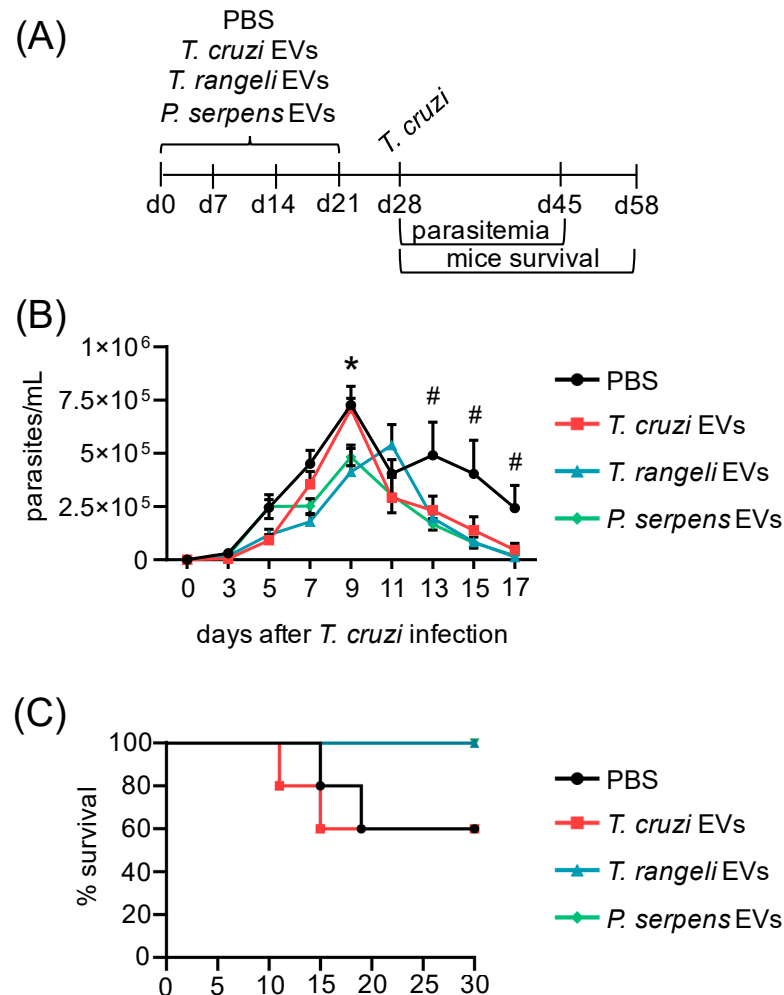 (A)
PBS
T. cruzi EVs
T. rangeli EVs
P. serpens EVs
T. cruzi
d0 d7 d14 d21 d28 d45 d58
parasitemia
mice survival
(B)
1×10⁶
7.5×10⁵
5×10⁵
2.5×10⁵
0
parasites/mL
* # # #
0 3 5 7 9 11 13 15 17
days after T. cruzi infection
PBS
T. cruzi EVs
T. rangeli EVs
P. serpens EVs
(C)
100
80
60
40
20
0
% survival
0 5 10 15 20 25 30
PBS
T. cruzi EVs
T. rangeli EVs
P. serpens EVs